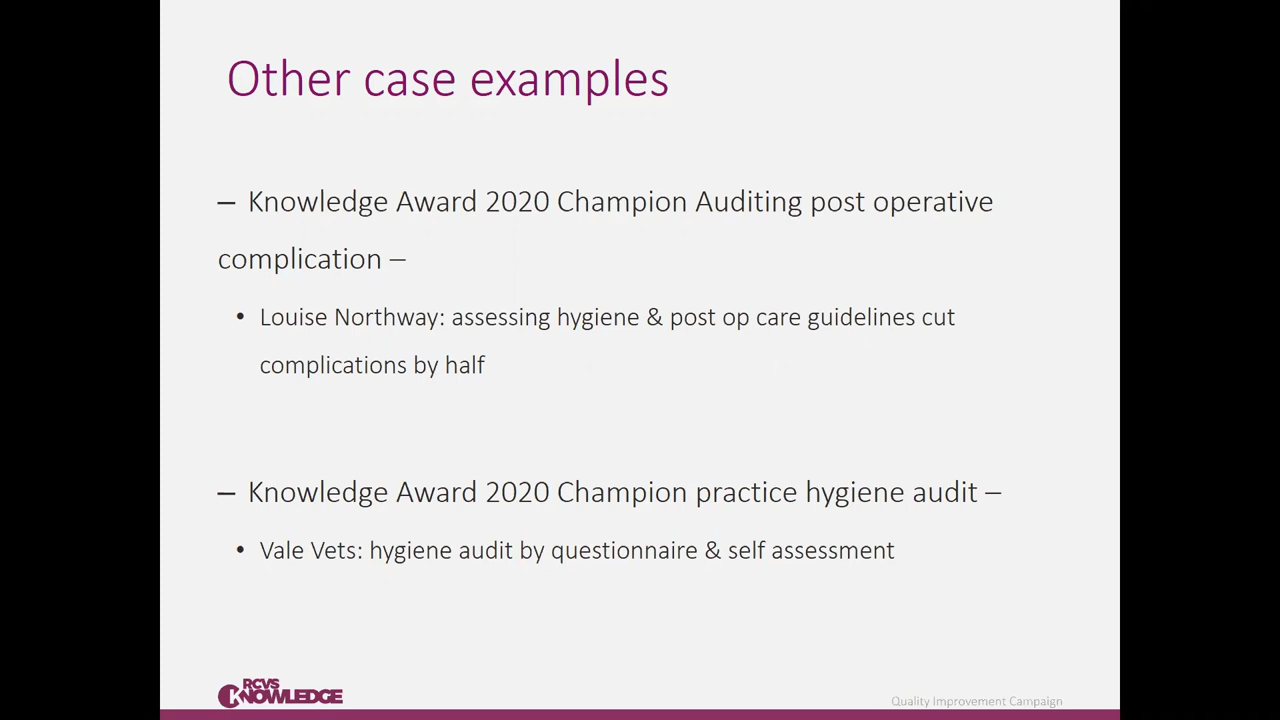 Other case examples
– Knowledge Award 2020 Champion Auditing post operative
complication –
• Louise Northway: assessing hygiene & post op care guidelines cut
complications by half
– Knowledge Award 2020 Champion practice hygiene audit –
• Vale Vets: hygiene audit by questionnaire & self assessment
RCVS
KNOWLEDGE
Quality Improvement Campaign